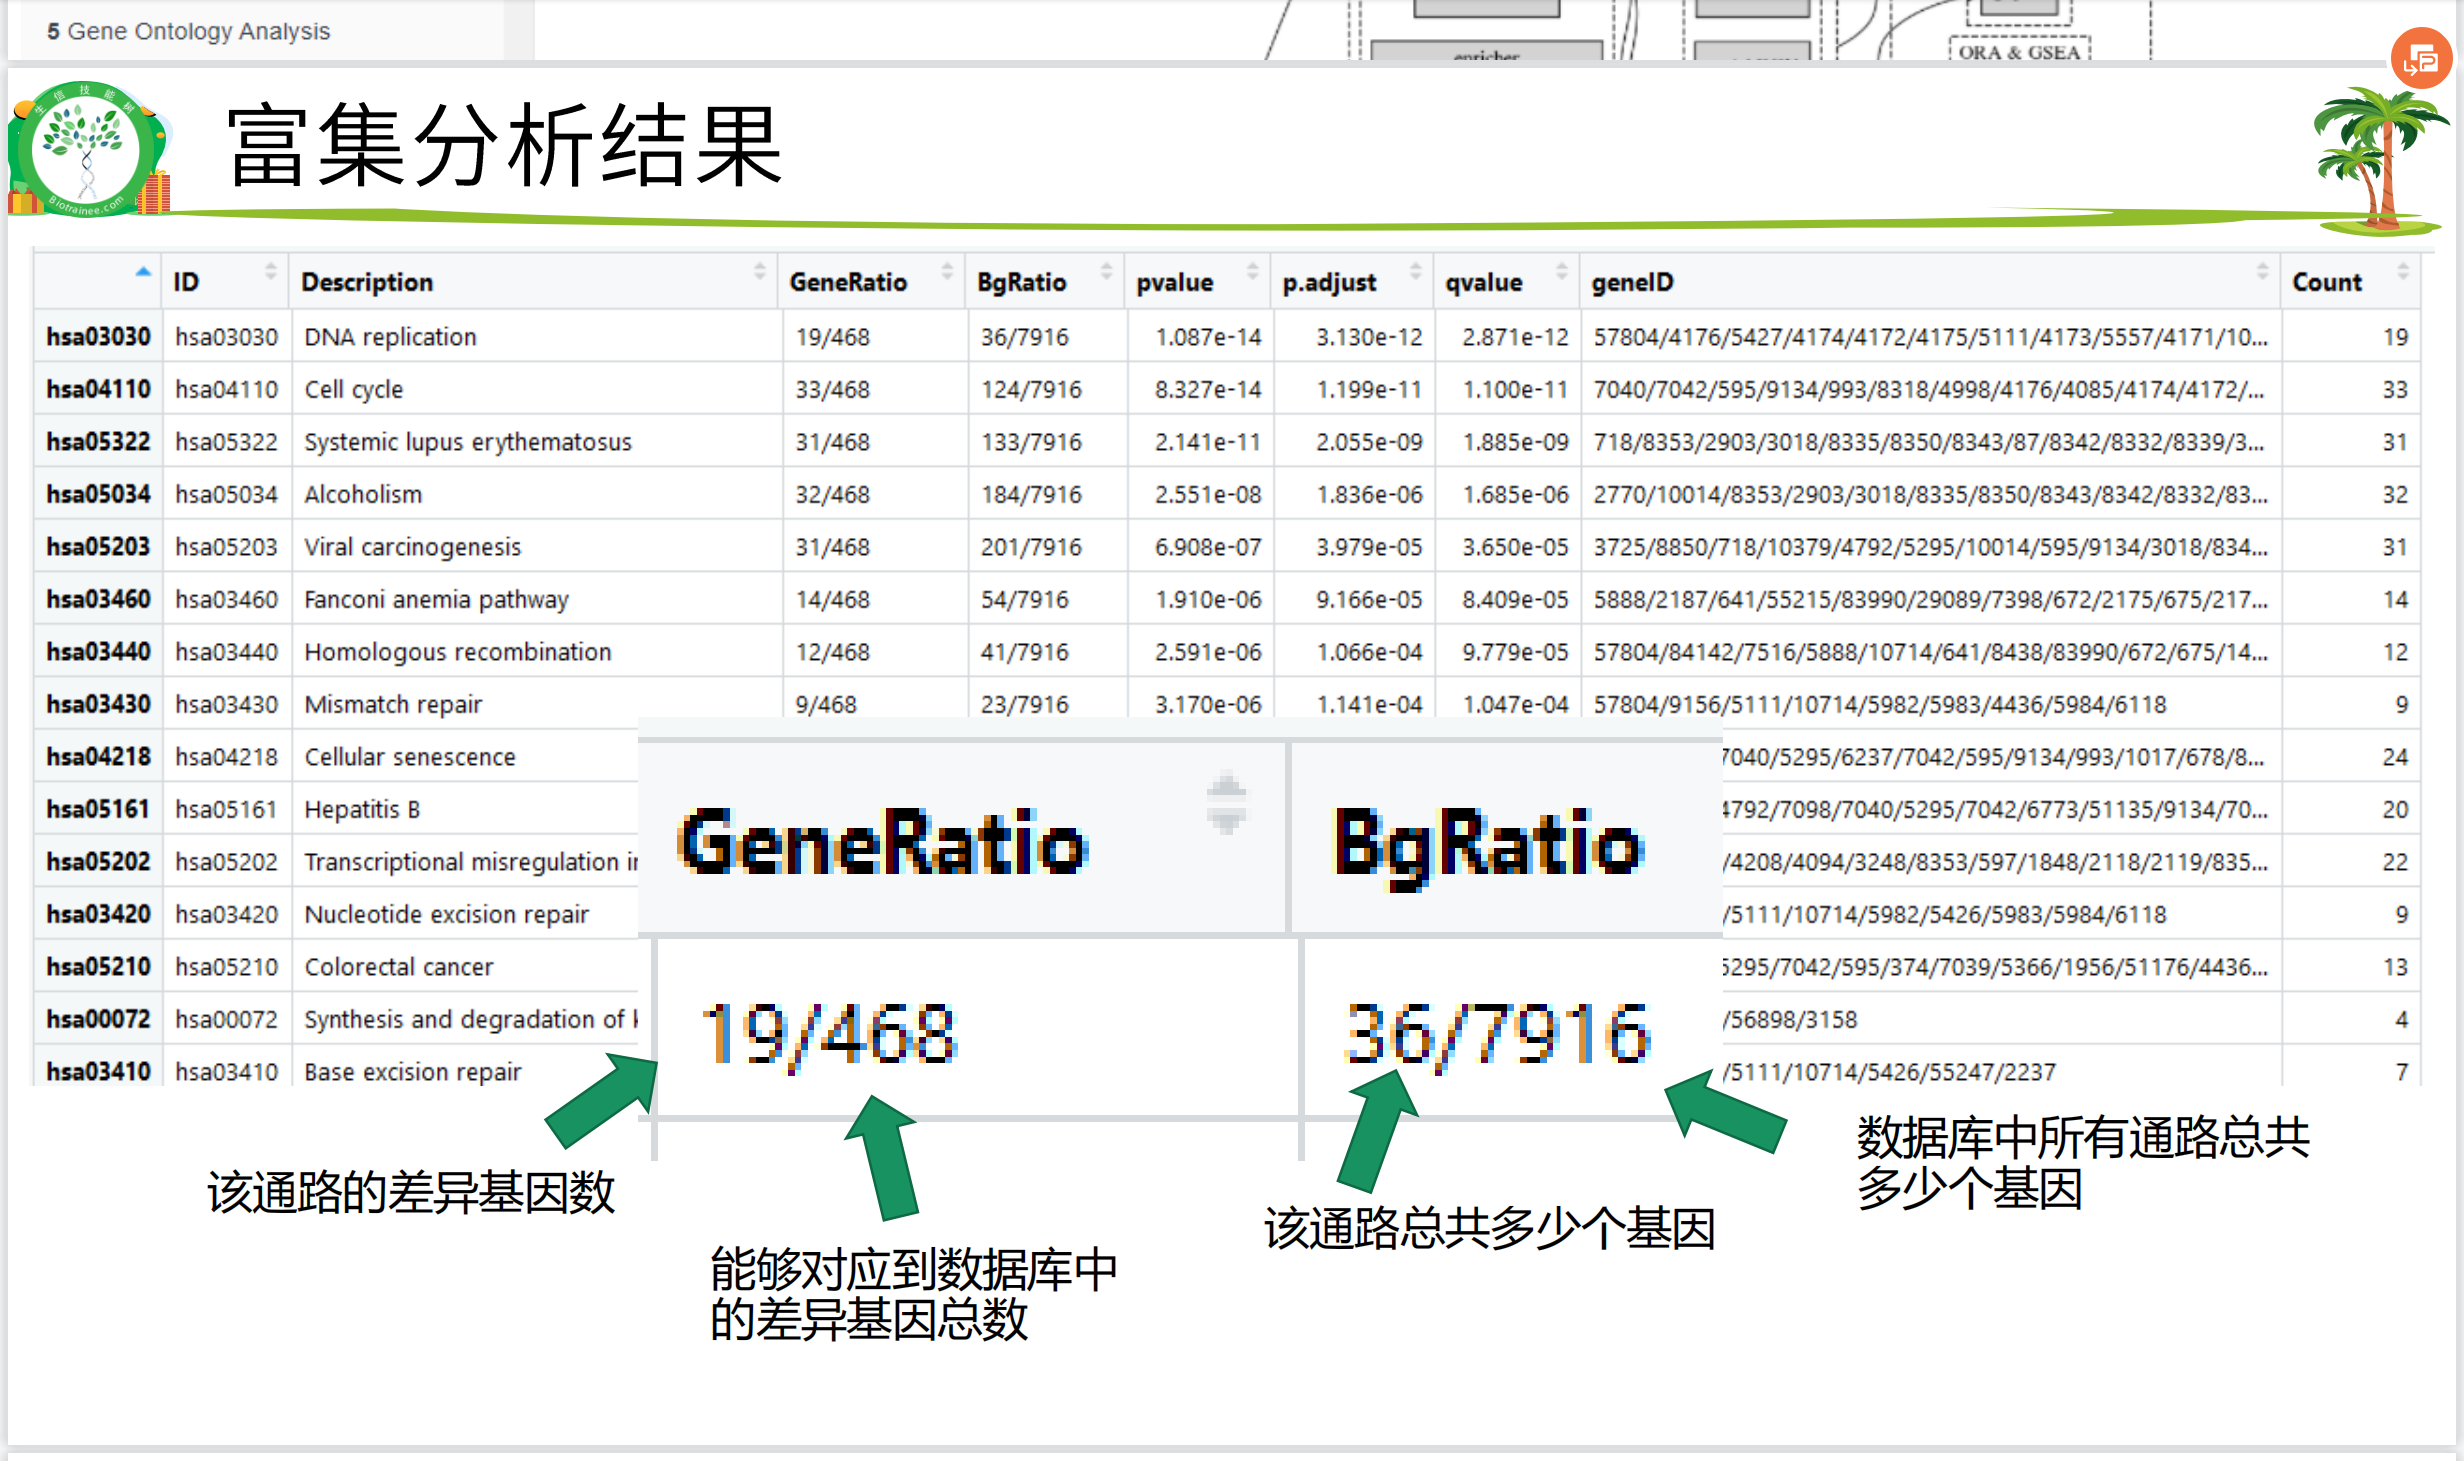 5 Gene Ontology Analysis
enricher
ORA & GSEA
生信技能树
Biotrainee.com
富集分析结果
ID Description GeneRatio BgRatio pvalue p.adjust qvalue geneID Count
hsa03030 hsa03030 DNA replication 19/468 36/7916 1.087e-14 3.130e-12 2.871e-12 57804/4176/5427/4174/4172/4175/5111/4173/5557/4171/10... 19
hsa04110 hsa04110 Cell cycle 33/468 124/7916 8.327e-14 1.199e-11 1.100e-11 7040/7042/595/9134/993/8318/4998/4176/4085/4174/4172/... 33
hsa05322 hsa05322 Systemic lupus erythematosus 31/468 133/7916 2.141e-11 2.055e-09 1.885e-09 718/8353/2903/3018/8335/8350/8343/87/8342/8332/8339/3... 31
hsa05034 hsa05034 Alcoholism 32/468 184/7916 2.551e-08 1.836e-06 1.685e-06 2770/10014/8353/2903/3018/8335/8350/8343/8342/8332/83... 32
hsa05203 hsa05203 Viral carcinogenesis 31/468 201/7916 6.908e-07 3.979e-05 3.650e-05 3725/8850/718/10379/4792/5295/10014/595/9134/3018/834... 31
hsa03460 hsa03460 Fanconi anemia pathway 14/468 54/7916 1.910e-06 9.166e-05 8.409e-05 5888/2187/641/55215/83990/29089/7398/672/2175/675/217... 14
hsa03440 hsa03440 Homologous recombination 12/468 41/7916 2.591e-06 1.066e-04 9.779e-05 57804/84142/7516/5888/10714/641/8438/83990/672/675/14... 12
hsa03430 hsa03430 Mismatch repair 9/468 23/7916 3.170e-06 1.141e-04 1.047e-04 57804/9156/5111/10714/5982/5983/4436/5984/6118 9
hsa04218 hsa04218 Cellular senescence 7040/5295/6237/7042/595/9134/993/1017/678/8... 24
hsa05161 hsa05161 Hepatitis B 4792/7098/7040/5295/7042/6773/51135/9134/70... 20
hsa05202 hsa05202 Transcriptional misregulation /4208/4094/3248/8353/597/1848/2118/2119/835... 22
hsa03420 hsa03420 Nucleotide excision repair /5111/10714/5982/5426/5983/5984/6118 9
hsa05210 hsa05210 Colorectal cancer 5295/7042/595/374/7039/5366/1956/51176/4436... 13
hsa00072 hsa00072 Synthesis and degradation of /56898/3158 4
hsa03410 hsa03410 Base excision repair /5111/10714/5426/55247/2237 7
GeneRatio BgRatio
19/468 36/7916
该通路的差异基因数
能够对应到数据库中
的差异基因总数
该通路总共多少个基因
数据库中所有通路总共
多少个基因